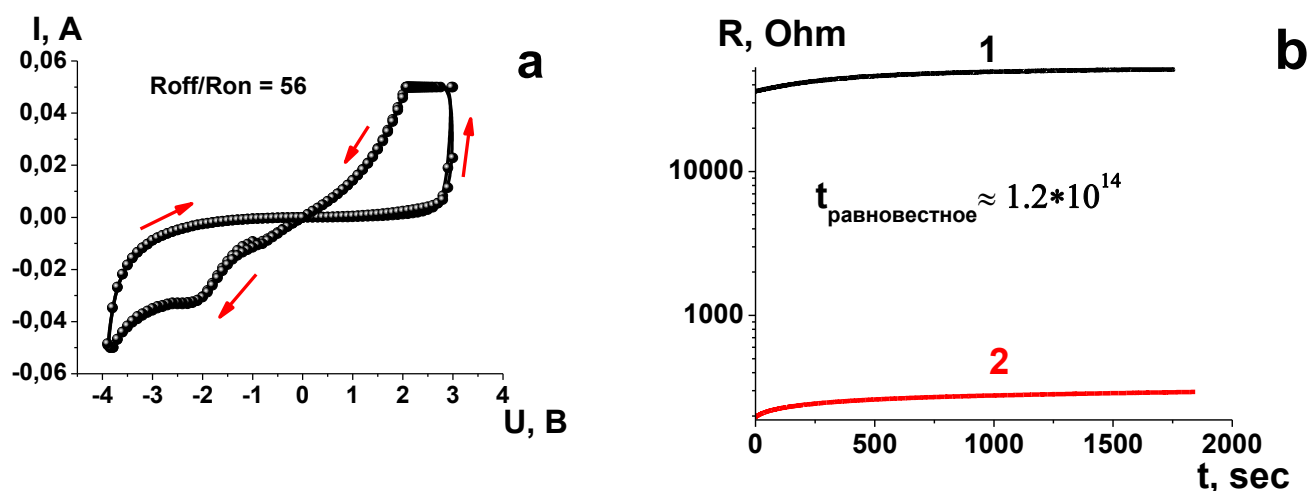 I, A
a
0,06
0,04
0,02
0,00
-0,02
-0,04
-0,06
Roff/Ron = 56
-4 -3 -2 -1 0 1 2 3 4
U, B
R, Ohm
b
1
10000
1000
t равновестное ≈ 1.2*10^14
2
0 500 1000 1500 2000
t, sec